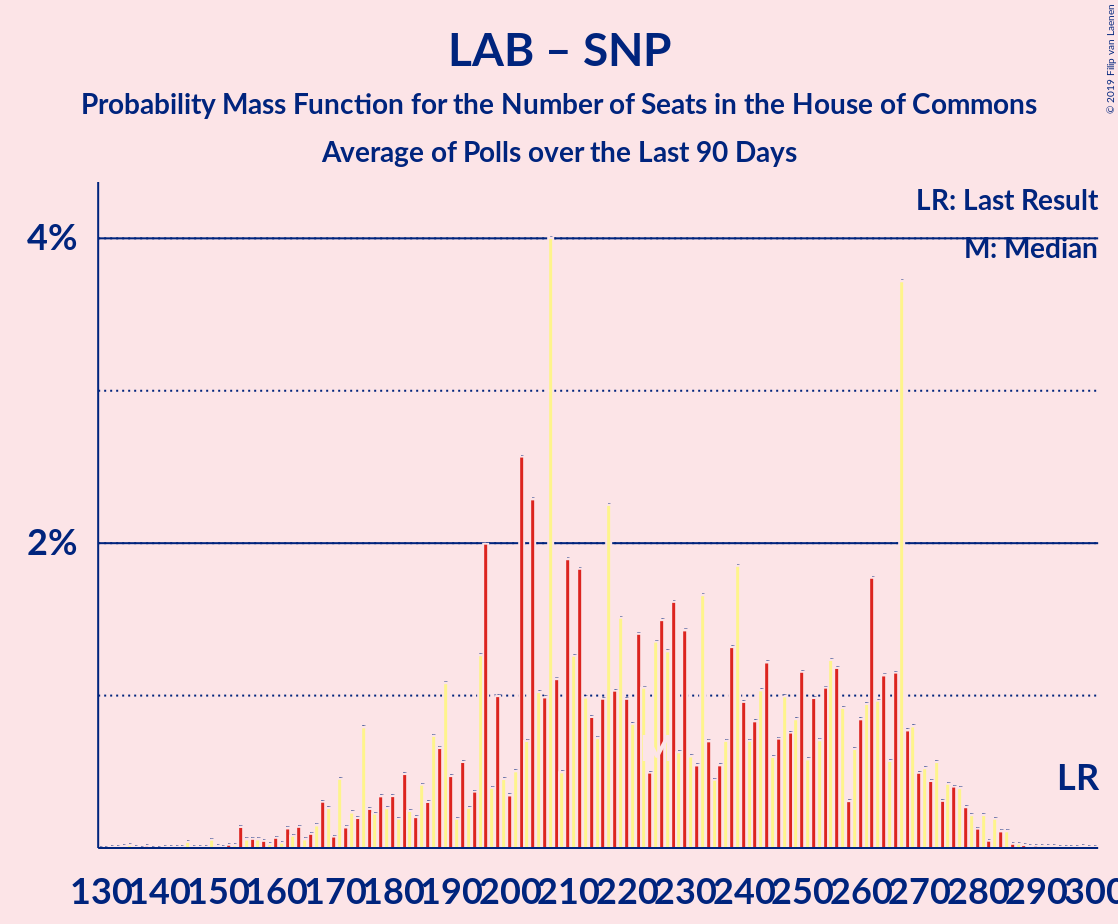 LAB – SNP
Probability Mass Function for the Number of Seats in the House of Commons
Average of Polls over the Last 90 Days
© 2019 Filip van Laenen
LR: Last Result
M: Median
4%
2%
M
LR
130 140 150 160 170 180 190 200 210 220 230 240 250 260 270 280 290 300